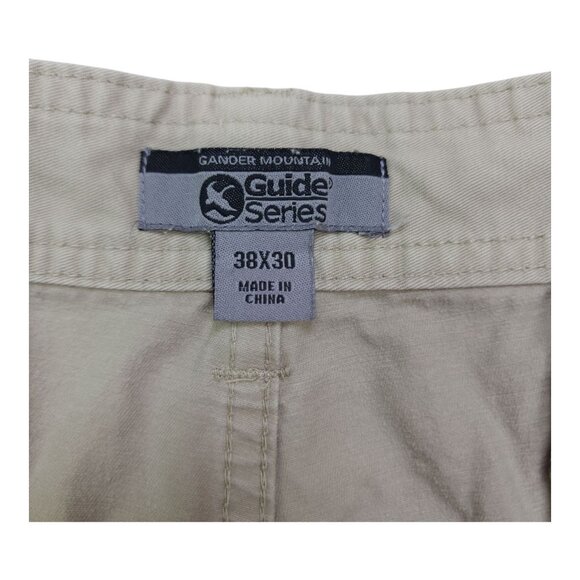 GANDER MOUNTAIN
Guide
Series
38X30
MADE IN
CHINA